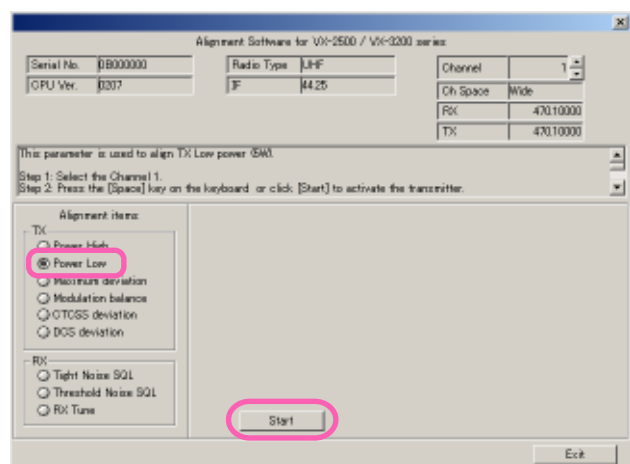 Alignment Software for VX-2500 / VX-3200 series
Serial No. 0B000000 Radio Type UHF Channel 1
CPU Ver. 0207 IF 44.25 Ch Space Wide
RX 470.10000
TX 470.10000
This parameter is used to align TX Low power (5W).
Step 1: Select the Channel 1.
Step 2: Press the [Space] key on the keyboard or click [Start] to activate the transmitter.
Alignment items
TX
Power High
Power Low
Maximum deviation
Modulation balance
CTCSS deviation
DCS deviation
RX
Tight Noise SQL
Threshold Noise SQL
RX Tune
Start
Exit